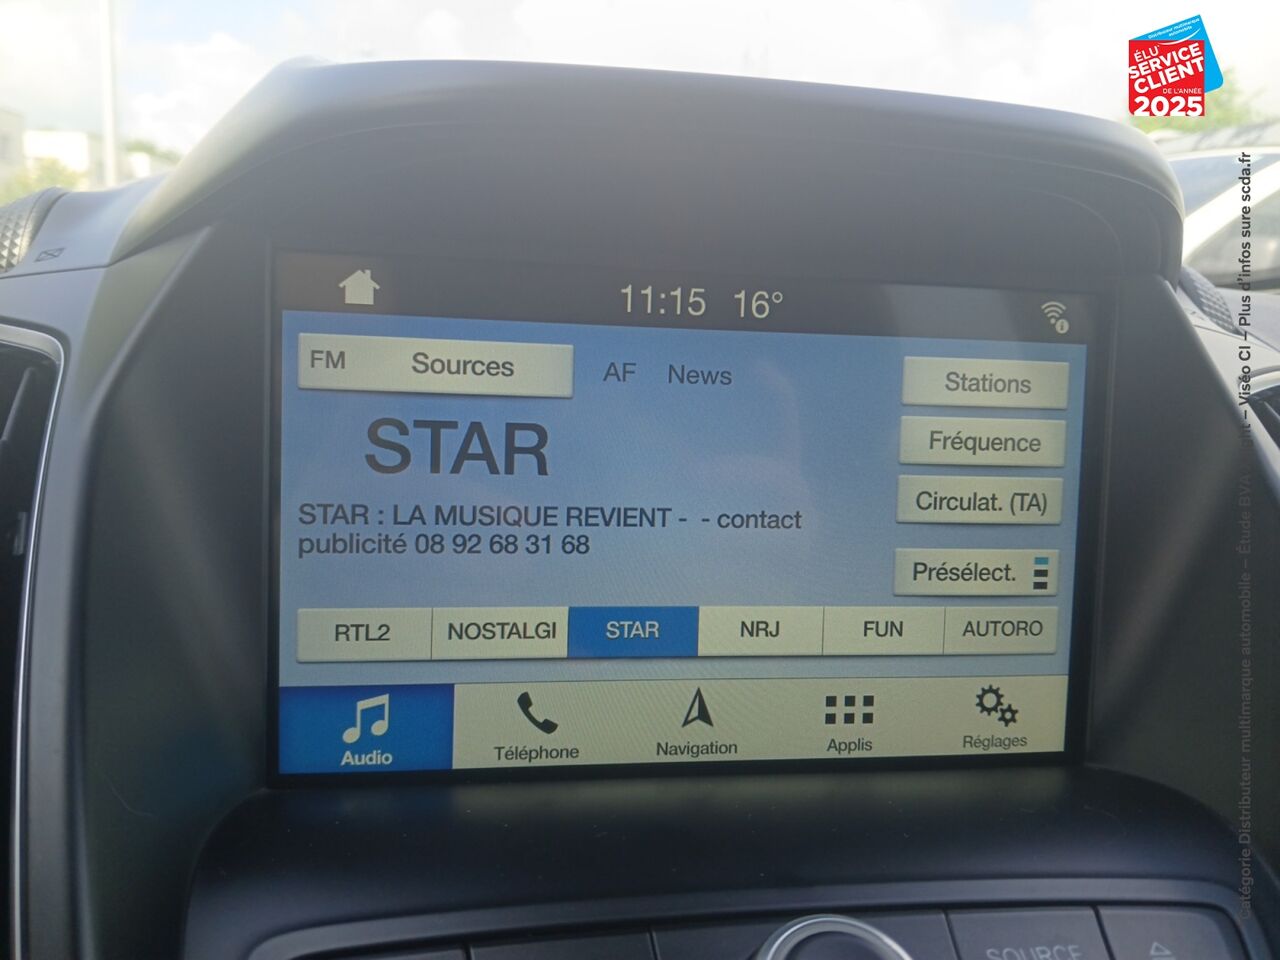 ÉLU
SERVICE
CLIENT
DE L'ANNÉE
2025
11:15 16°
FM Sources AF News
Stations
STAR
Fréquence
Circulat. (TA)
STAR : LA MUSIQUE REVIENT - - contact
publicité 08 92 68 31 68
Présélect.
RTL2 NOSTALGI STAR NRJ FUN AUTORO
Audio Téléphone Navigation Applis Réglages
SOURCE
Catégorie Distributeur multimarque automobile – Étude BVA – Viséo CI – Plus d'infos sure scda.fr